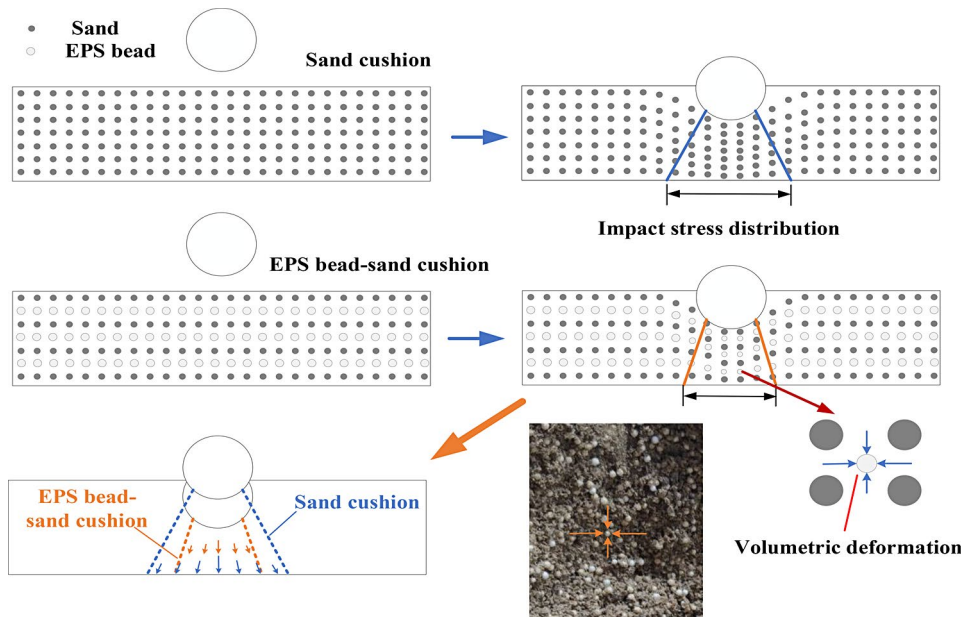 Sand
EPS bead
Sand cushion
Impact stress distribution
EPS bead-sand cushion
EPS bead-
sand cushion
Sand cushion
Volumetric deformation